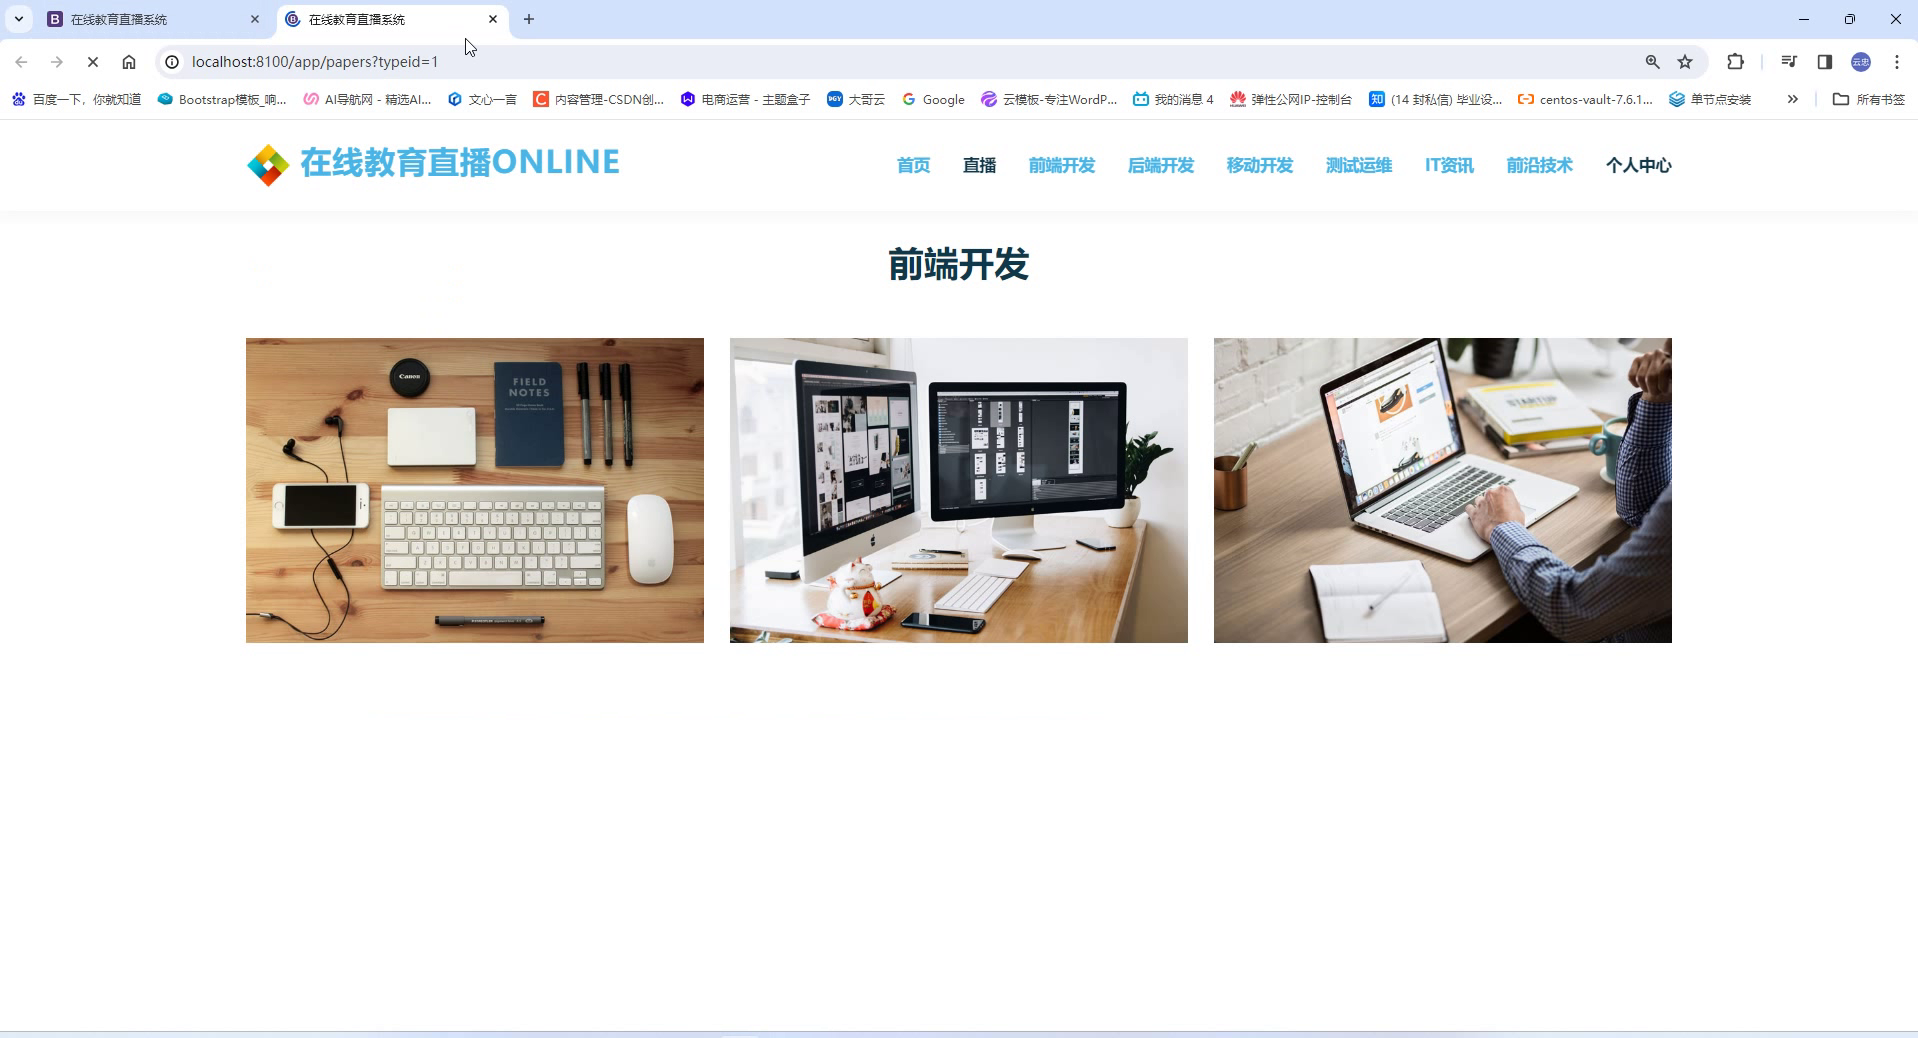 在线教育直播系统
在线教育直播系统
localhost:8100/app/papers?typeid=1
云忠
百度一下，你就知道
Bootstrap模板_响...
AI导航网 - 精选AI...
文心一言
内容管理-CSDN创...
电商运营 - 主题盒子
大哥云
Google
云模板-专注WordP...
我的消息 4
弹性公网IP-控制台
(14 封私信) 毕业设...
centos-vault-7.6.1...
单节点安装
所有书签
在线教育直播ONLINE
首页
直播
前端开发
后端开发
移动开发
测试运维
IT资讯
前沿技术
个人中心
前端开发
Canon
FIELD
NOTES
STARTUP